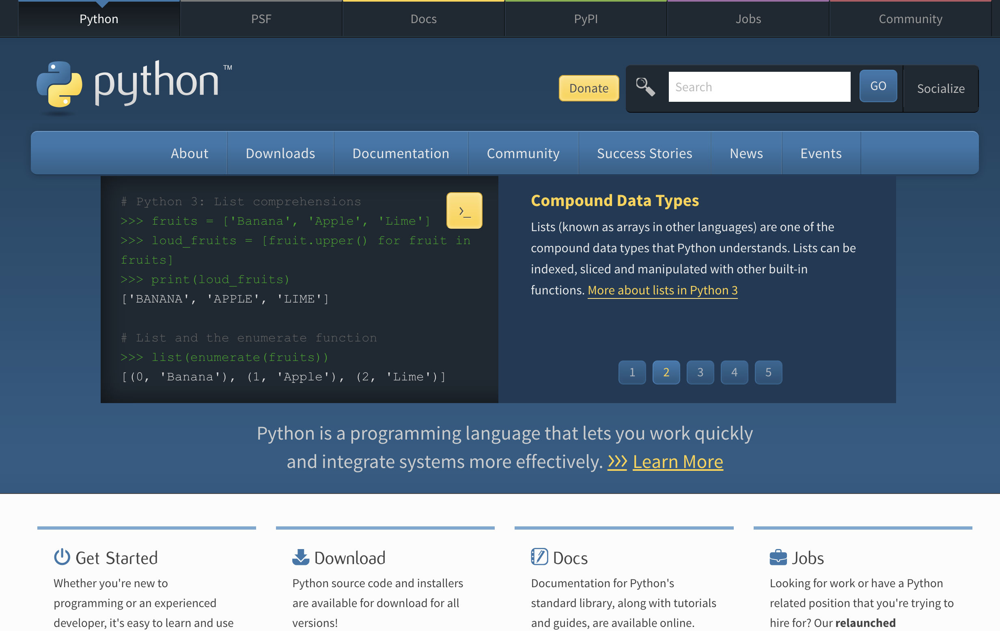 Python PSF Docs PyPI Jobs Community
python™
Donate Search GO Socialize
About Downloads Documentation Community Success Stories News Events
# Python 3: List comprehensions
>>> fruits = ['Banana', 'Apple', 'Lime']
>>> loud_fruits = [fruit.upper() for fruit in
fruits]
>>> print(loud_fruits)
['BANANA', 'APPLE', 'LIME']
# List and the enumerate function
>>> list(enumerate(fruits))
[(0, 'Banana'), (1, 'Apple'), (2, 'Lime')]
>_
Compound Data Types
Lists (known as arrays in other languages) are one of the
compound data types that Python understands. Lists can be
indexed, sliced and manipulated with other built-in
functions. More about lists in Python 3
1 2 3 4 5
Python is a programming language that lets you work quickly
and integrate systems more effectively. >>> Learn More
Get Started
Whether you're new to
programming or an experienced
developer, it's easy to learn and use
Download
Python source code and installers
are available for download for all
versions!
Docs
Documentation for Python's
standard library, along with tutorials
and guides, are available online.
Jobs
Looking for work or have a Python
related position that you're trying to
hire for? Our relaunched